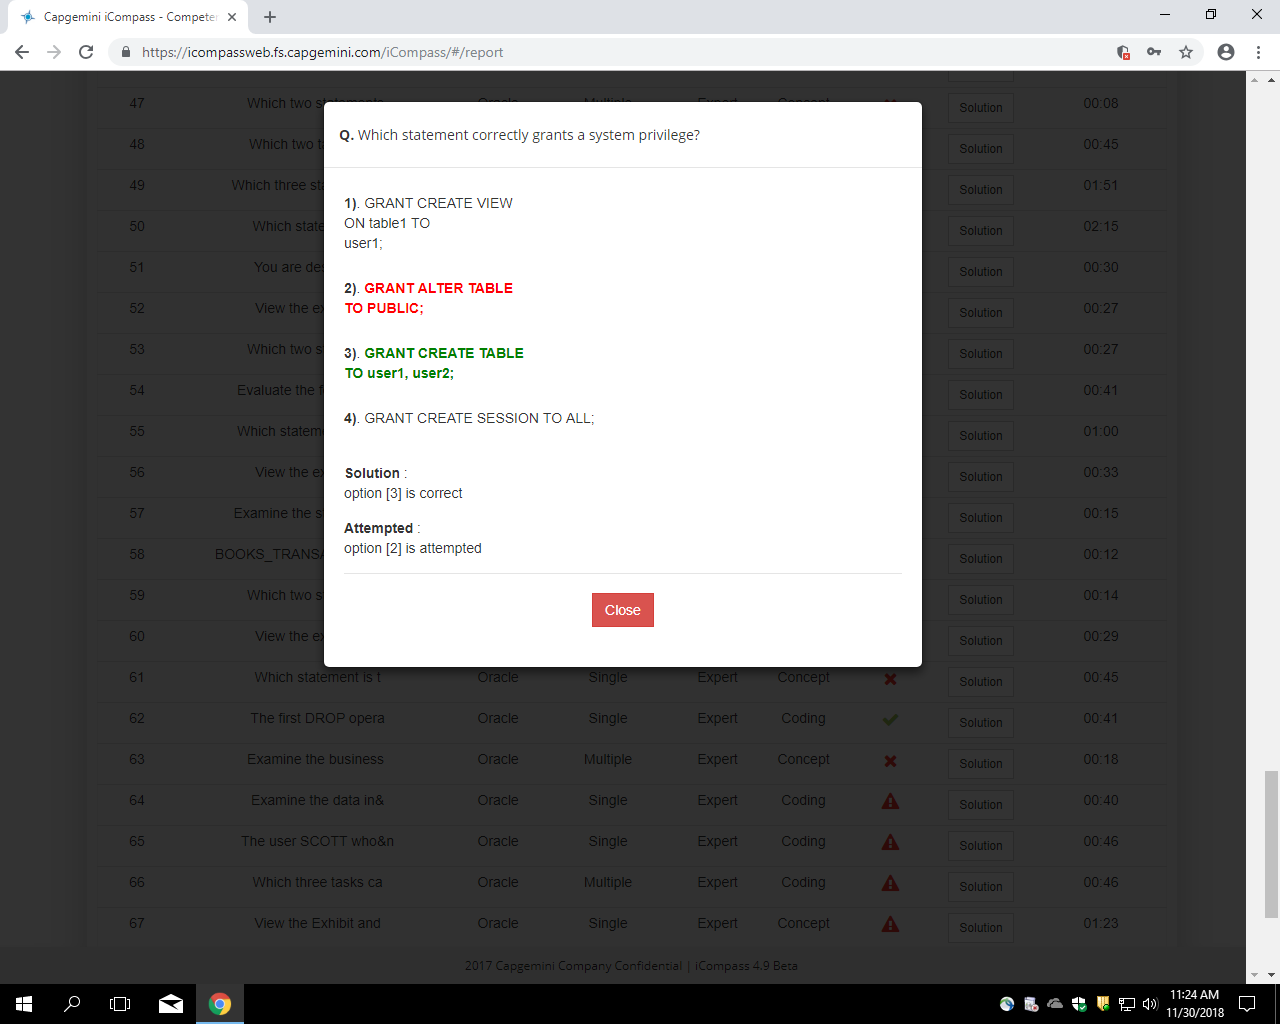 Capgemini iCompass - Competer
https://icompassweb.fs.capgemini.com/iCompass/#/report
47 Which two statements Oracle Multiple Expert Concept Solution 00:08
48 Which two t Solution 00:45
49 Which three sta Solution 01:51
50 Which state Solution 02:15
51 You are de Solution 00:30
52 View the e Solution 00:27
53 Which two s Solution 00:27
54 Evaluate the f Solution 00:41
55 Which statem Solution 01:00
56 View the e Solution 00:33
57 Examine the s Solution 00:15
58 BOOKS_TRANSA Solution 00:12
59 Which two s Solution 00:14
60 View the e Solution 00:29
Q. Which statement correctly grants a system privilege?
1). GRANT CREATE VIEW
ON table1 TO
user1;
2). GRANT ALTER TABLE
TO PUBLIC;
3). GRANT CREATE TABLE
TO user1, user2;
4). GRANT CREATE SESSION TO ALL;
Solution :
option [3] is correct
Attempted :
option [2] is attempted
Close
61 Which statement is t Oracle Single Expert Concept Solution 00:45
62 The first DROP opera Oracle Single Expert Coding Solution 00:41
63 Examine the business Oracle Multiple Expert Concept Solution 00:18
64 Examine the data in& Oracle Single Expert Coding Solution 00:40
65 The user SCOTT who&n Oracle Single Expert Coding Solution 00:46
66 Which three tasks ca Oracle Multiple Expert Coding Solution 00:46
67 View the Exhibit and Oracle Single Expert Concept Solution 01:23
2017 Capgemini Company Confidential | iCompass 4.9 Beta
11:24 AM
11/30/2018